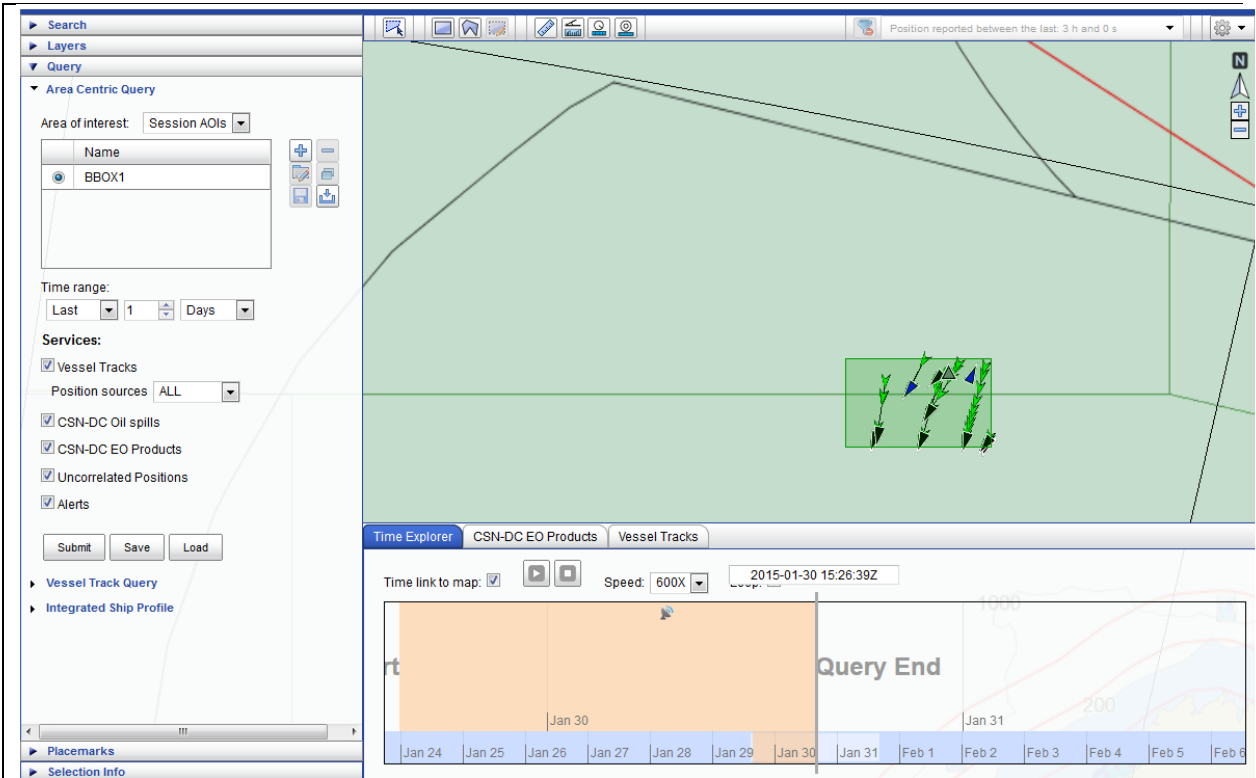 Search
Layers
Query
Area Centric Query
Area of interest: Session AOIs
Name
BBOX1
Time range:
Last 1 Days
Services:
Vessel Tracks
Position sources ALL
CSN-DC Oil spills
CSN-DC EO Products
Uncorrelated Positions
Alerts
Submit Save Load
Vessel Track Query
Integrated Ship Profile
Placemarks
Selection Info
Position reported between the last: 3 h and 0 s
N
Time Explorer CSN-DC EO Products Vessel Tracks
Time link to map: Speed: 600X 2015-01-30 15:26:39Z
1000
rt Query End
200
Jan 30 Jan 31
Jan 24 Jan 25 Jan 26 Jan 27 Jan 28 Jan 29 Jan 30 Jan 31 Feb 1 Feb 2 Feb 3 Feb 4 Feb 5 Feb 6